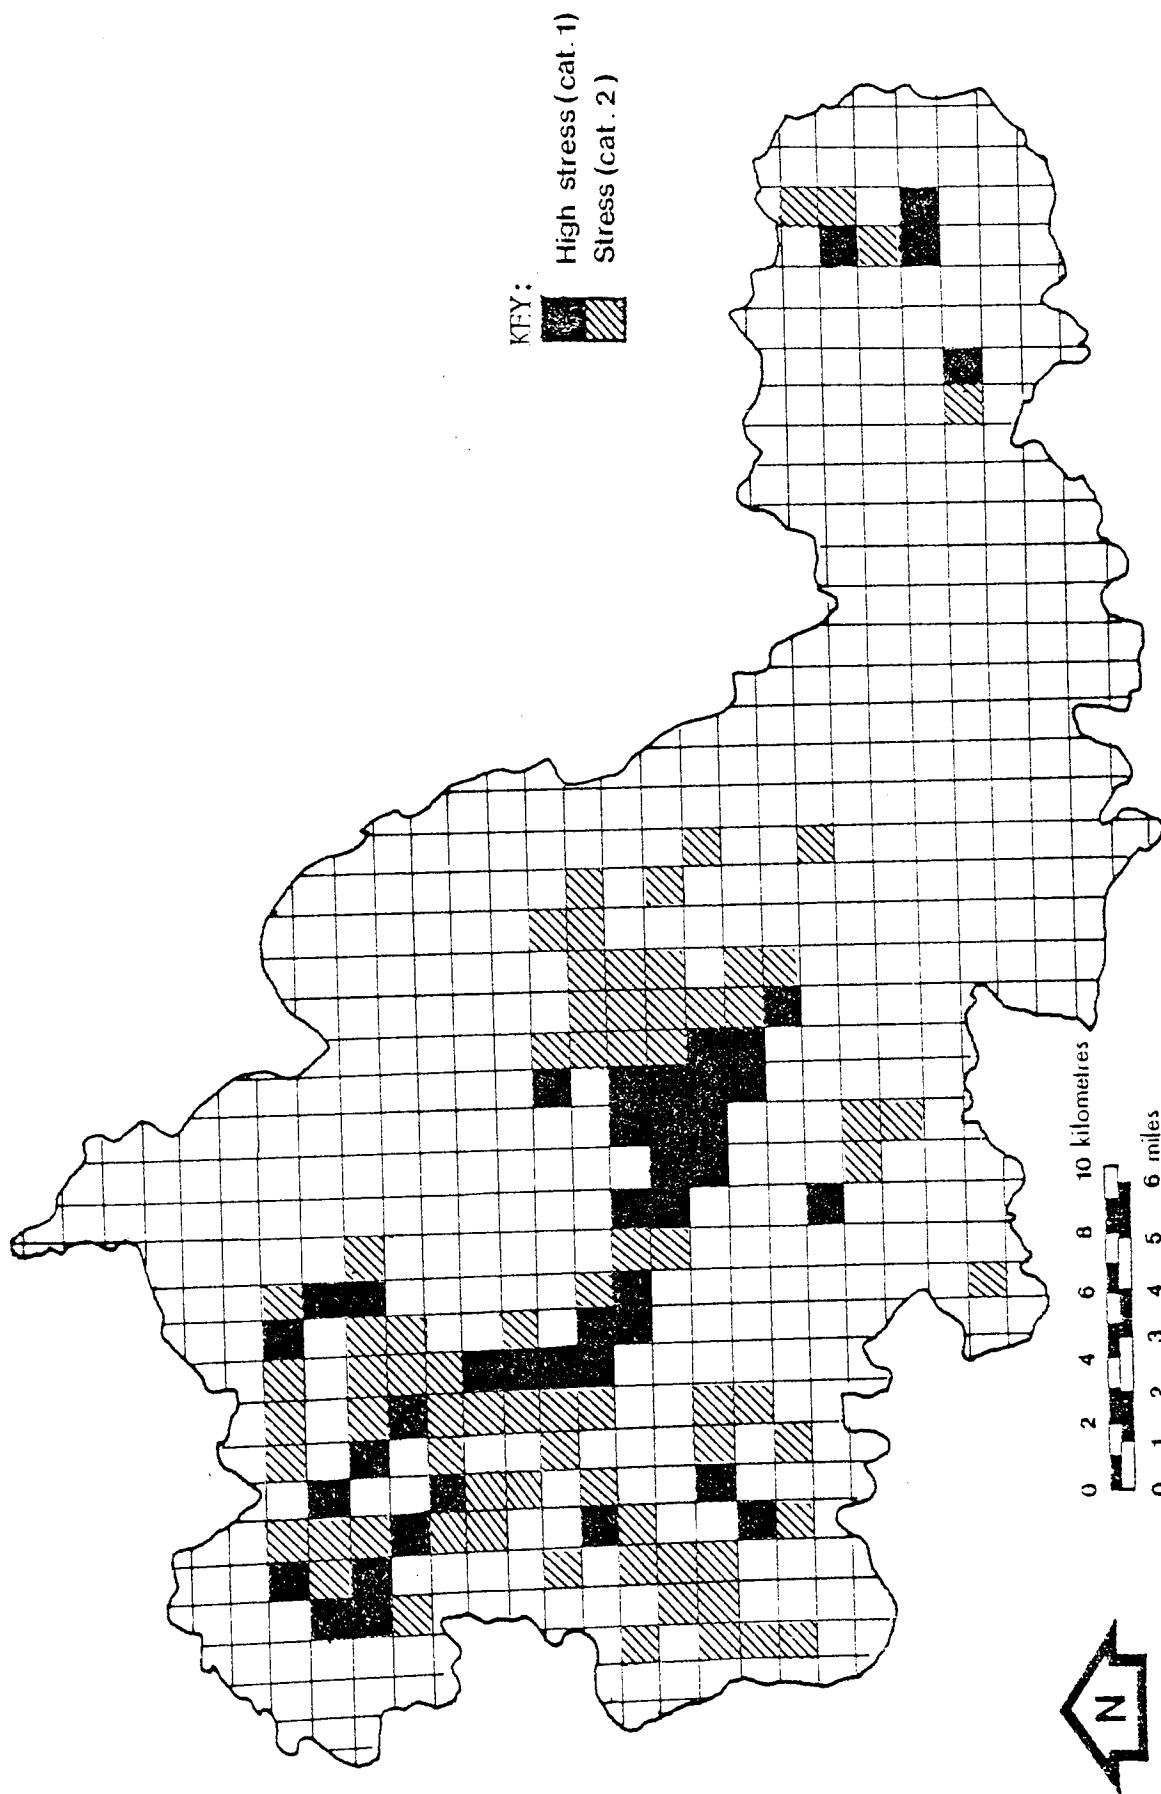 KEY:
High stress (cat. 1)
Stress (cat. 2)
0 2 4 6 8 10 kilometres
0 1 2 3 4 5 6 miles
N